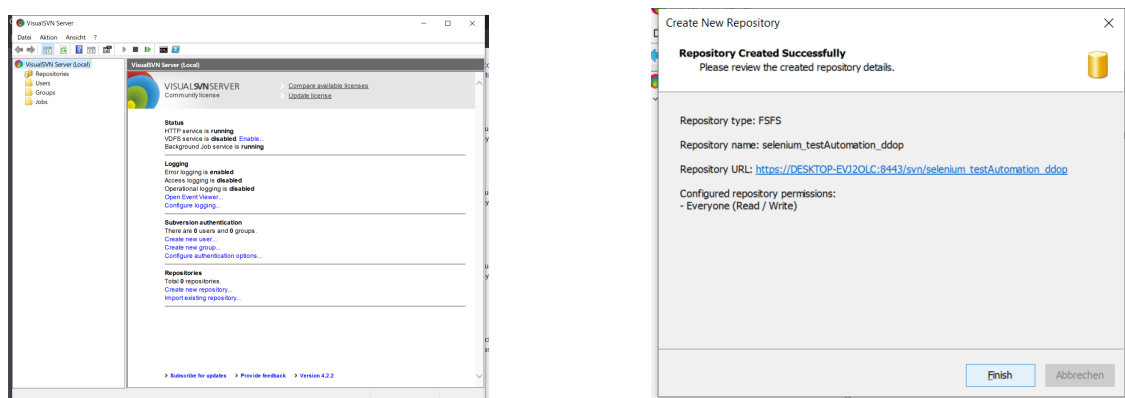 VisualSVN Server
Datei Aktion Ansicht ?
VisualSVN Server (Local)
Repositories
Users
Groups
Jobs
VisualSVN Server (Local)
VISUALSVNSERVER
Community license
Compare available licenses
Update license
Status
HTTP service is running
VDFS service is disabled. Enable...
Background Job service is running
Logging
Error logging is enabled
Access logging is disabled
Operational logging is disabled
Open Event Viewer...
Configure logging...
Subversion authentication
There are 0 users and 0 groups.
Create new user...
Create new group...
Configure authentication options...
Repositories
Total 0 repositories.
Create new repository...
Import existing repository...
Subscribe for updates Provide feedback Version 4.2.2
Create New Repository
Repository Created Successfully
Please review the created repository details.
Repository type: FSFS
Repository name: selenium_testAutomation_ddop
Repository URL: https://DESKTOP-EVJ2OLC:8443/svn/selenium_testAutomation_ddop
Configured repository permissions:
- Everyone (Read / Write)
Finish Abbrechen